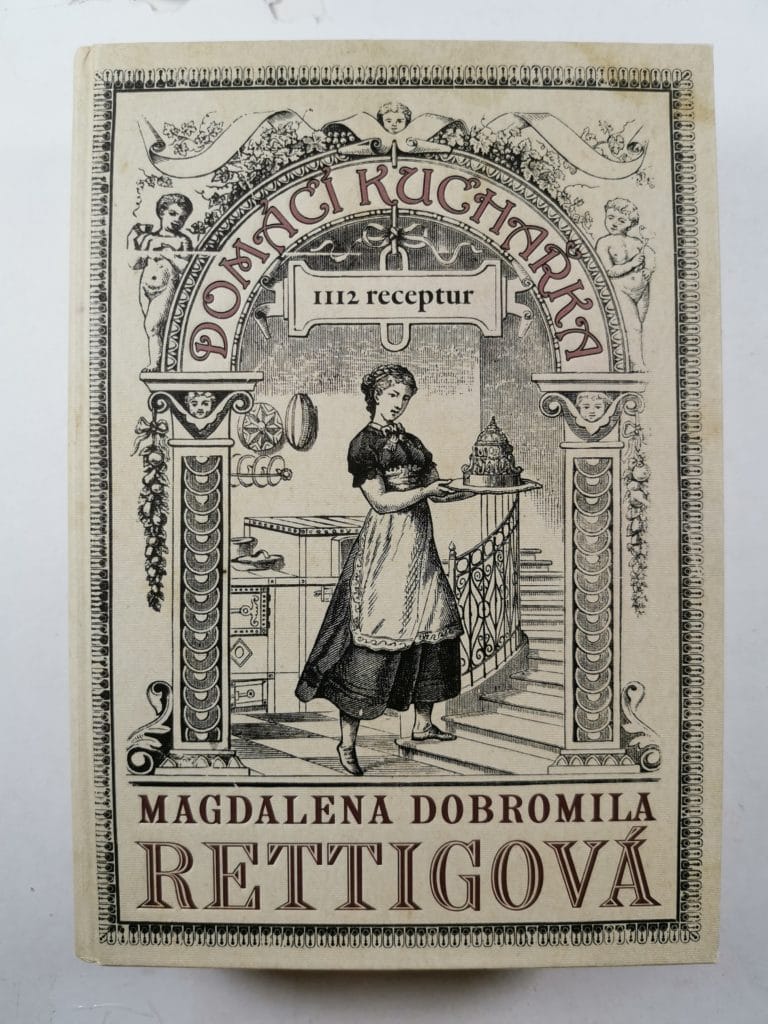 DOMÁCÍ KUCHAŘKA
1112 receptur
MAGDALENA DOBROMILA
RETTIGOVÁ